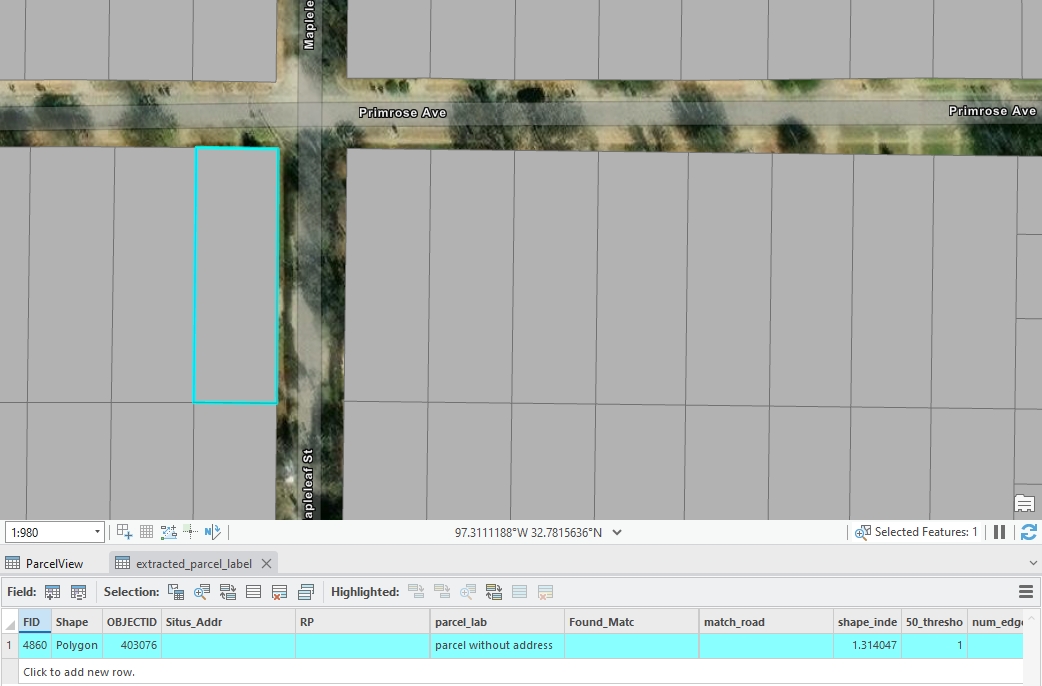 Maplele
Primrose Ave
Primrose Ave
apleleaf St
1:980
97.3111188°W 32.7815636°N
Selected Features: 1
ParcelView
extracted_parcel_label
Field:
Selection:
Highlighted:
FID Shape OBJECTID Situs_Addr RP parcel_lab Found_Matc match_road shape_inde 50_thresho num_edge
1 4860 Polygon 403076 parcel without address 1.314047 1
Click to add new row.